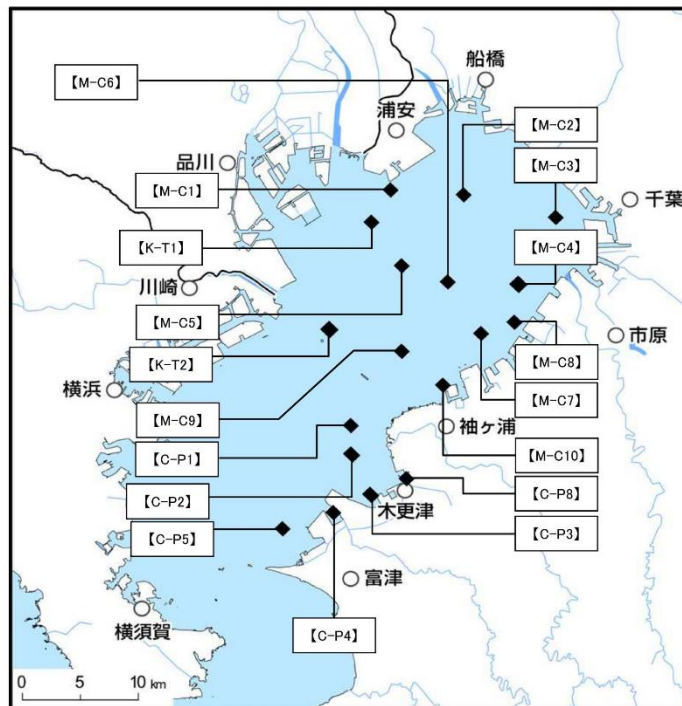 船橋
【M-C6】
浦安
【M-C2】
品川
【M-C3】
【M-C1】
千葉
【K-T1】
【M-C4】
川崎
【M-C5】
市原
【K-T2】
【M-C8】
横浜
【M-C7】
【M-C9】
袖ヶ浦
【C-P1】
【M-C10】
【C-P2】
【C-P8】
木更津
【C-P5】
【C-P3】
富津
横須賀
【C-P4】
0 5 10 km